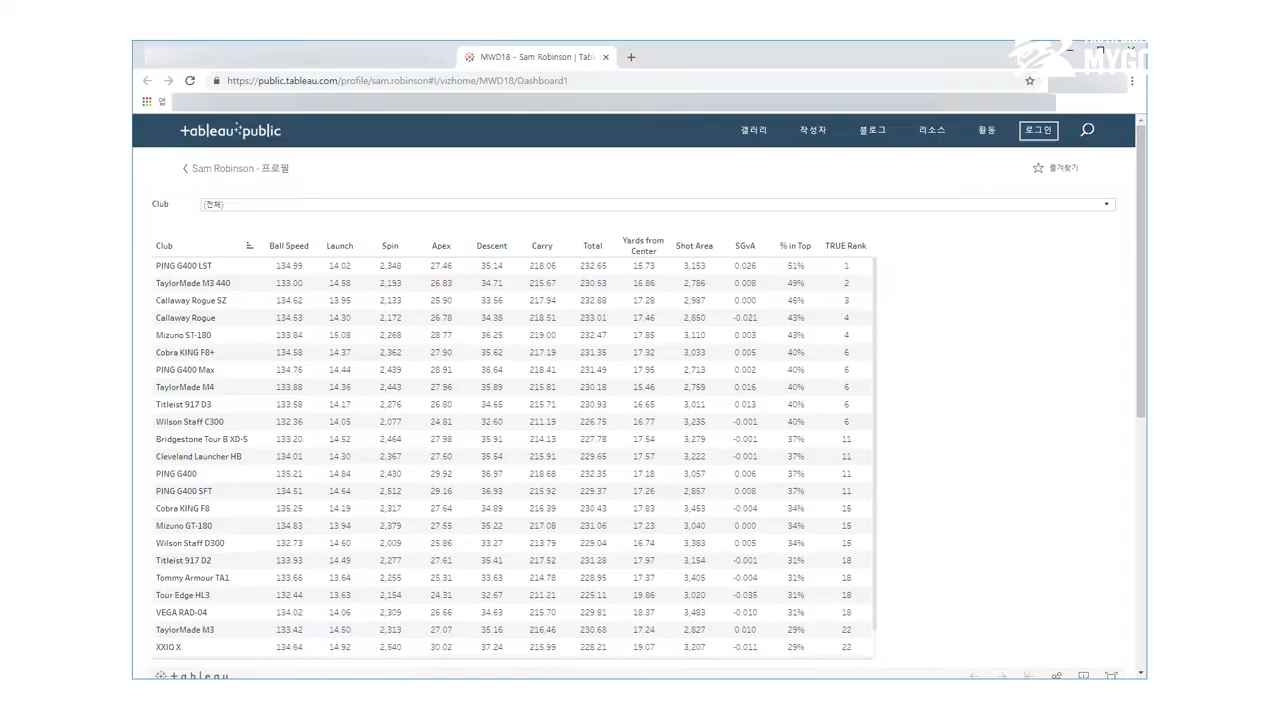 MWD18 - Sam Robinson | Tabl
MYGO
https://public.tableau.com/profile/sam.robinson#!/vizhome/MWD18/Dashboard1
앱
+ableau+public 갤러리 작성자 블로그 리소스 활동 로그인
Sam Robinson - 프로필 즐겨찾기
Club (전체)
Club Ball Speed Launch Spin Apex Descent Carry Total Yards from Center Shot Area SGvA % in Top TRUE Rank
PING G400 LST 134.99 14.02 2,348 27.46 35.14 218.06 232.65 15.73 3,153 0.026 51% 1
TaylorMade M3 440 133.00 14.58 2,193 26.83 34.71 215.67 230.53 16.86 2,786 0.008 49% 2
Callaway Rogue SZ 134.62 13.95 2,133 25.90 33.56 217.94 232.88 17.28 2,987 0.000 46% 3
Callaway Rogue 134.53 14.30 2,172 26.78 34.38 218.51 233.01 17.46 2,850 -0.021 43% 4
Mizuno ST-180 133.84 15.08 2,268 28.77 36.25 219.00 232.47 17.85 3,110 0.003 43% 4
Cobra KING F8+ 134.58 14.37 2,362 27.90 35.62 217.19 231.35 17.32 3,033 0.005 40% 6
PING G400 Max 134.76 14.44 2,439 28.91 36.64 218.41 231.49 17.95 2,713 0.002 40% 6
TaylorMade M4 133.88 14.36 2,443 27.96 35.89 215.81 230.18 15.46 2,759 0.016 40% 6
Titleist 917 D3 133.58 14.17 2,276 26.80 34.65 215.71 230.93 16.65 3,011 0.013 40% 6
Wilson Staff C300 132.36 14.05 2,077 24.81 32.60 211.19 226.75 16.77 3,235 -0.001 40% 6
Bridgestone Tour B XD-5 133.20 14.52 2,464 27.98 35.91 214.13 227.78 17.54 3,279 -0.001 37% 11
Cleveland Launcher HB 134.01 14.30 2,367 27.60 35.54 215.91 229.65 17.57 3,222 -0.001 37% 11
PING G400 135.21 14.84 2,430 29.92 36.97 218.68 232.35 17.18 3,057 0.006 37% 11
PING G400 SFT 134.51 14.64 2,512 29.16 36.93 215.92 229.37 17.26 2,857 0.008 37% 11
Cobra KING F8 135.25 14.19 2,317 27.64 34.89 216.39 230.43 17.83 3,453 -0.004 34% 15
Mizuno GT-180 134.83 13.94 2,379 27.55 35.22 217.08 231.06 17.23 3,040 0.000 34% 15
Wilson Staff D300 132.73 14.60 2,009 25.86 33.27 213.79 229.04 16.74 3,383 0.005 34% 15
Titleist 917 D2 133.93 14.49 2,277 27.61 35.41 217.52 231.28 17.97 3,154 -0.001 31% 18
Tommy Armour TA1 133.66 13.64 2,255 25.31 33.63 214.78 228.95 17.37 3,405 -0.004 31% 18
Tour Edge HL3 132.44 13.63 2,154 24.31 32.67 211.21 225.11 19.86 3,020 -0.035 31% 18
VEGA RAD-04 134.02 14.06 2,309 26.66 34.63 215.70 229.81 18.37 3,483 -0.010 31% 18
TaylorMade M3 133.42 14.50 2,313 27.07 35.16 216.46 230.68 17.24 2,827 0.010 29% 22
XXIO X 134.64 14.92 2,540 30.02 37.24 215.99 228.21 19.07 3,207 -0.011 29% 22
+ableau